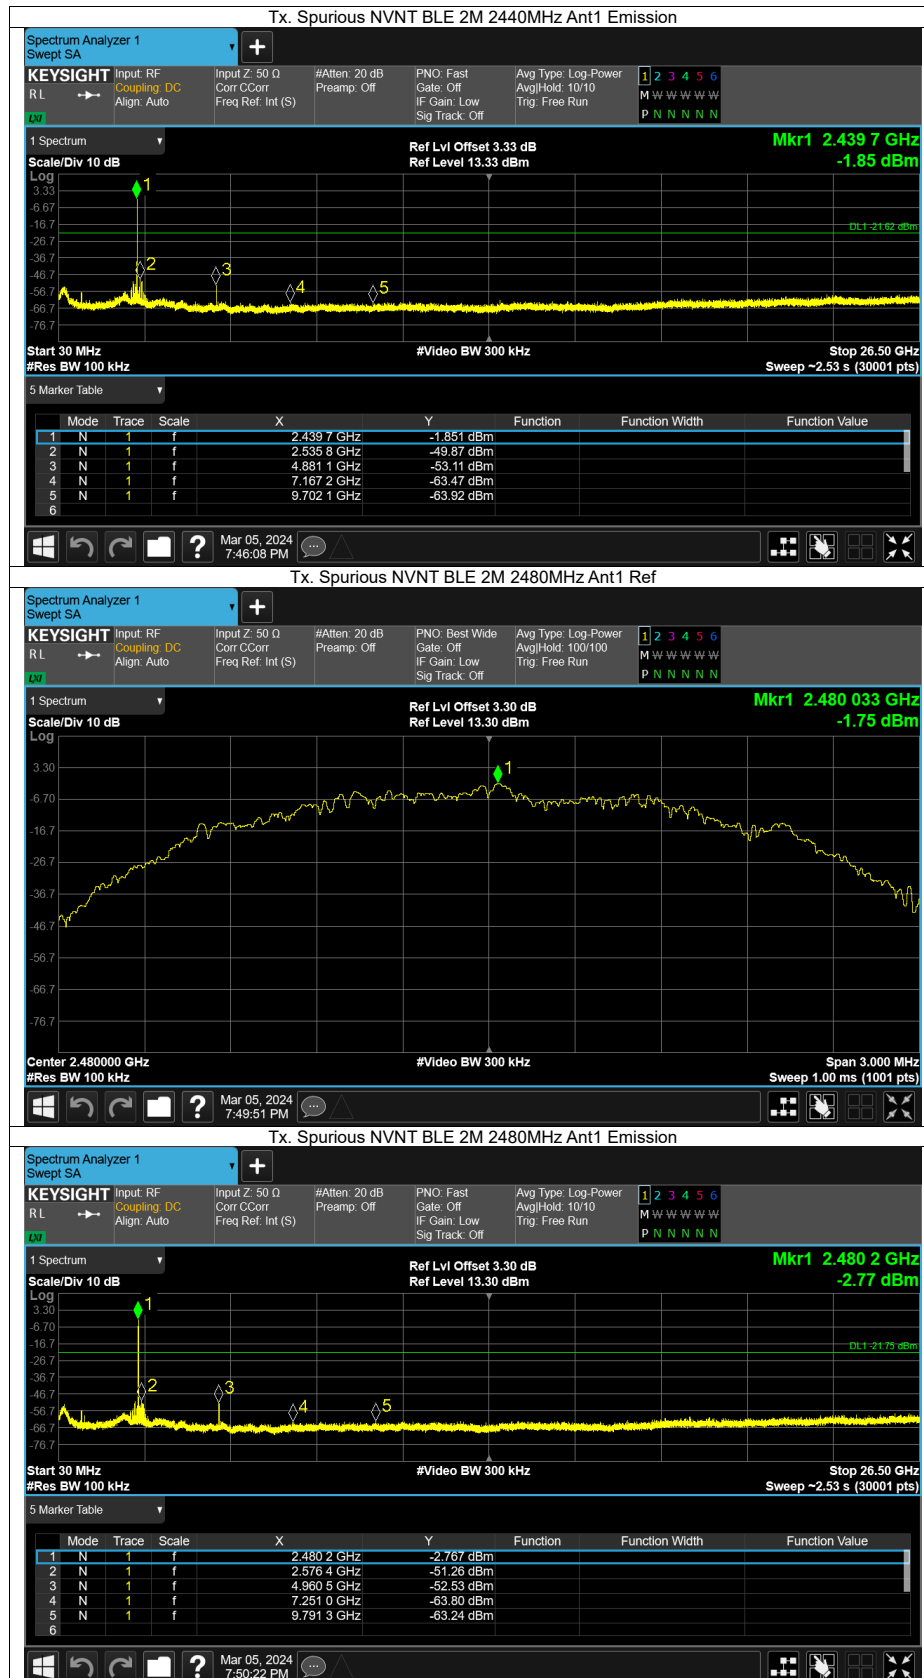 Tx. Spurious NVNT BLE 2M 2440MHz Ant1 Emission
Spectrum Analyzer 1
Swept SA
+
KEYSIGHT Input: RF Input Z: 50 Ω #Atten: 20 dB PNO: Fast Avg Type: Log-Power 1 2 3 4 5 6
R L Coupling: DC Corr CCorr Preamp: Off Gate: Off Avg|Hold: 10/10 M W W W W W
Align: Auto Freq Ref: Int (S) IF Gain: Low Trig: Free Run
LXI Sig Track: Off P N N N N N
1 Spectrum Ref Lvl Offset 3.33 dB Mkr1 2.439 7 GHz
Scale/Div 10 dB Ref Level 13.33 dBm -1.85 dBm
Log
1
3.33
-6.67
-16.7
DL1 -21.62 dBm
-26.7
-36.7
2
3
-46.7
4
5
-56.7
-66.7
-76.7
Start 30 MHz #Video BW 300 kHz Stop 26.50 GHz
#Res BW 100 kHz Sweep ~2.53 s (30001 pts)
5 Marker Table
Mode Trace Scale X Y Function Function Width Function Value
1 N 1 f 2.439 7 GHz -1.851 dBm
2 N 1 f 2.535 8 GHz -49.87 dBm
3 N 1 f 4.881 1 GHz -53.11 dBm
4 N 1 f 7.167 2 GHz -63.47 dBm
5 N 1 f 9.702 1 GHz -63.92 dBm
6
? Mar 05, 2024
7:46:08 PM
Tx. Spurious NVNT BLE 2M 2480MHz Ant1 Ref
Spectrum Analyzer 1
Swept SA
+
KEYSIGHT Input: RF Input Z: 50 Ω #Atten: 20 dB PNO: Best Wide Avg Type: Log-Power 1 2 3 4 5 6
R L Coupling: DC Corr CCorr Preamp: Off Gate: Off Avg|Hold: 100/100 M W W W W W
Align: Auto Freq Ref: Int (S) IF Gain: Low Trig: Free Run
LXI Sig Track: Off P N N N N N
1 Spectrum Ref Lvl Offset 3.30 dB Mkr1 2.480 033 GHz
Scale/Div 10 dB Ref Level 13.30 dBm -1.75 dBm
Log
1
3.30
-6.70
-16.7
-26.7
-36.7
-46.7
-56.7
-66.7
-76.7
Center 2.480000 GHz #Video BW 300 kHz Span 3.000 MHz
#Res BW 100 kHz Sweep 1.00 ms (1001 pts)
? Mar 05, 2024
7:49:51 PM
Tx. Spurious NVNT BLE 2M 2480MHz Ant1 Emission
Spectrum Analyzer 1
Swept SA
+
KEYSIGHT Input: RF Input Z: 50 Ω #Atten: 20 dB PNO: Fast Avg Type: Log-Power 1 2 3 4 5 6
R L Coupling: DC Corr CCorr Preamp: Off Gate: Off Avg|Hold: 10/10 M W W W W W
Align: Auto Freq Ref: Int (S) IF Gain: Low Trig: Free Run
LXI Sig Track: Off P N N N N N
1 Spectrum Ref Lvl Offset 3.30 dB Mkr1 2.480 2 GHz
Scale/Div 10 dB Ref Level 13.30 dBm -2.77 dBm
Log
1
3.30
-6.70
-16.7
DL1 -21.75 dBm
-26.7
-36.7
2
3
-46.7
4
5
-56.7
-66.7
-76.7
Start 30 MHz #Video BW 300 kHz Stop 26.50 GHz
#Res BW 100 kHz Sweep ~2.53 s (30001 pts)
5 Marker Table
Mode Trace Scale X Y Function Function Width Function Value
1 N 1 f 2.480 2 GHz -2.767 dBm
2 N 1 f 2.576 4 GHz -51.26 dBm
3 N 1 f 4.960 5 GHz -52.53 dBm
4 N 1 f 7.251 0 GHz -63.80 dBm
5 N 1 f 9.791 3 GHz -63.24 dBm
6
? Mar 05, 2024
7:50:22 PM